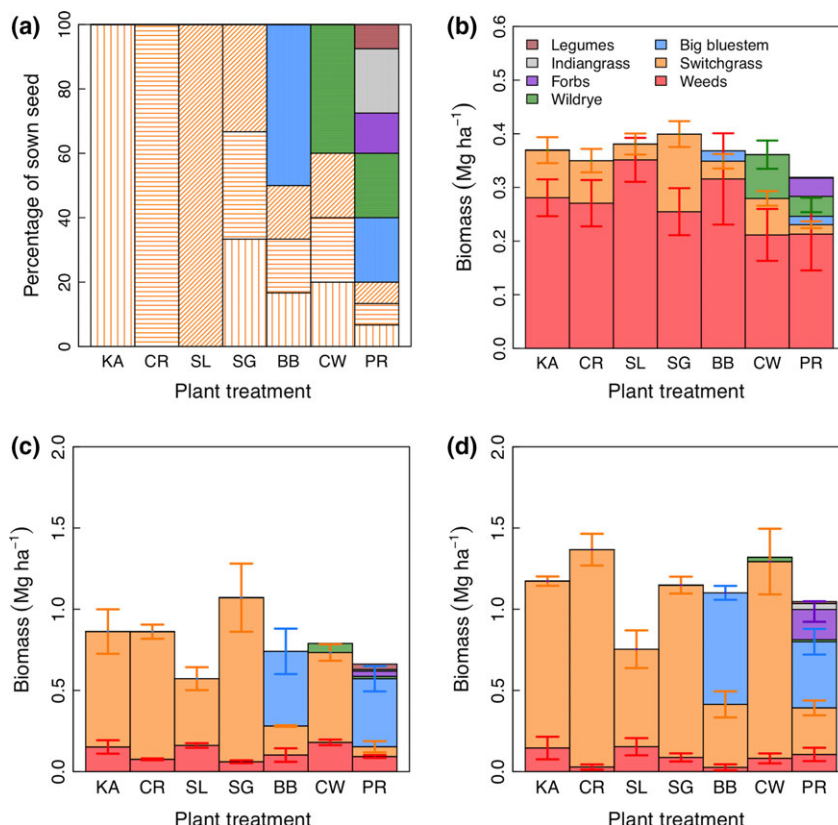 (a)
Percentage of sown seed
100
80
60
40
20
0
KA CR SL SG BB CW PR
Plant treatment
(b)
Biomass (Mg ha−1)
0.6
0.5
0.4
0.3
0.2
0.1
0.0
Legumes Big bluestem
Indiangrass Switchgrass
Forbs Weeds
Wildrye
KA CR SL SG BB CW PR
Plant treatment
(c)
Biomass (Mg ha−1)
2.0
1.5
1.0
0.5
0.0
KA CR SL SG BB CW PR
Plant treatment
(d)
Biomass (Mg ha−1)
2.0
1.5
1.0
0.5
0.0
KA CR SL SG BB CW PR
Plant treatment